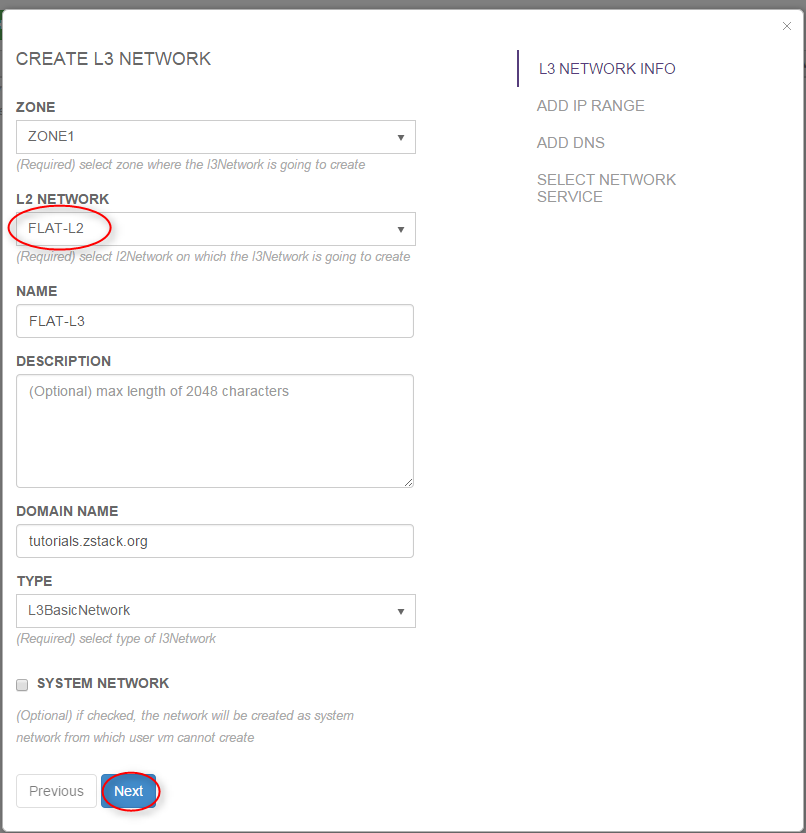 ×
CREATE L3 NETWORK
ZONE
ZONE1
(Required) select zone where the l3Network is going to create
L2 NETWORK
FLAT-L2
(Required) select l2Network on which the l3Network is going to create
NAME
FLAT-L3
DESCRIPTION
(Optional) max length of 2048 characters
DOMAIN NAME
tutorials.zstack.org
TYPE
L3BasicNetwork
(Required) select type of l3Network
SYSTEM NETWORK
(Optional) if checked, the network will be created as system
network from which user vm cannot create
Previous
Next
L3 NETWORK INFO
ADD IP RANGE
ADD DNS
SELECT NETWORK
SERVICE